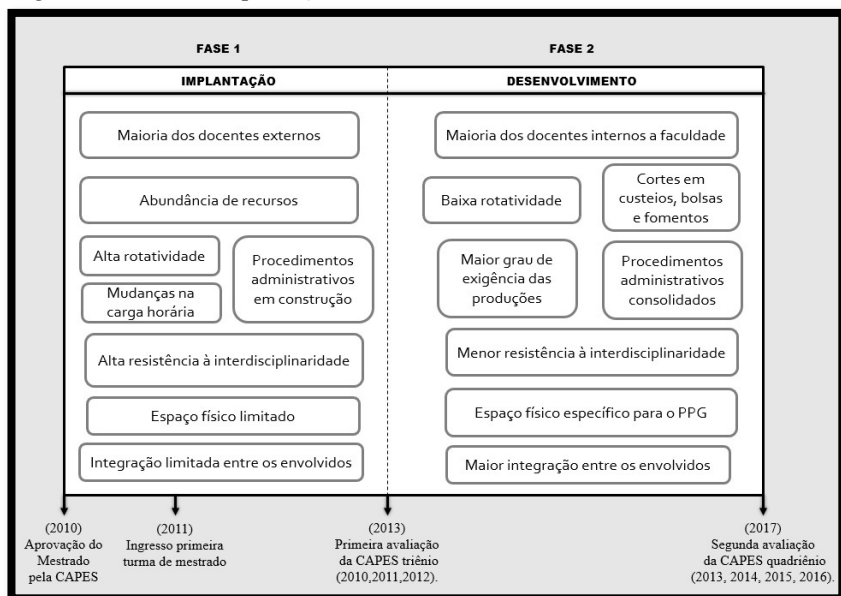 FASE 1
FASE 2
IMPLANTAÇÃO
DESENVOLVIMENTO
Maioria dos docentes externos
Abundância de recursos
Alta rotatividade
Mudanças na
carga horária
Procedimentos
administrativos
em construção
Alta resistência à interdisciplinaridade
Espaço físico limitado
Integração limitada entre os envolvidos
Maioria dos docentes internos a faculdade
Baixa rotatividade
Cortes em
custeios, bolsas
e fomentos
Maior grau de
exigência das
produções
Procedimentos
administrativos
consolidados
Menor resistência à interdisciplinaridade
Espaço físico específico para o PPG
Maior integração entre os envolvidos
(2010)
Aprovação do
Mestrado
pela CAPES
(2011)
Ingresso primeira
turma de mestrado
(2013)
Primeira avaliação
da CAPES triênio
(2010,2011,2012).
(2017)
Segunda avaliação
da CAPES quadriênio
(2013, 2014, 2015, 2016).